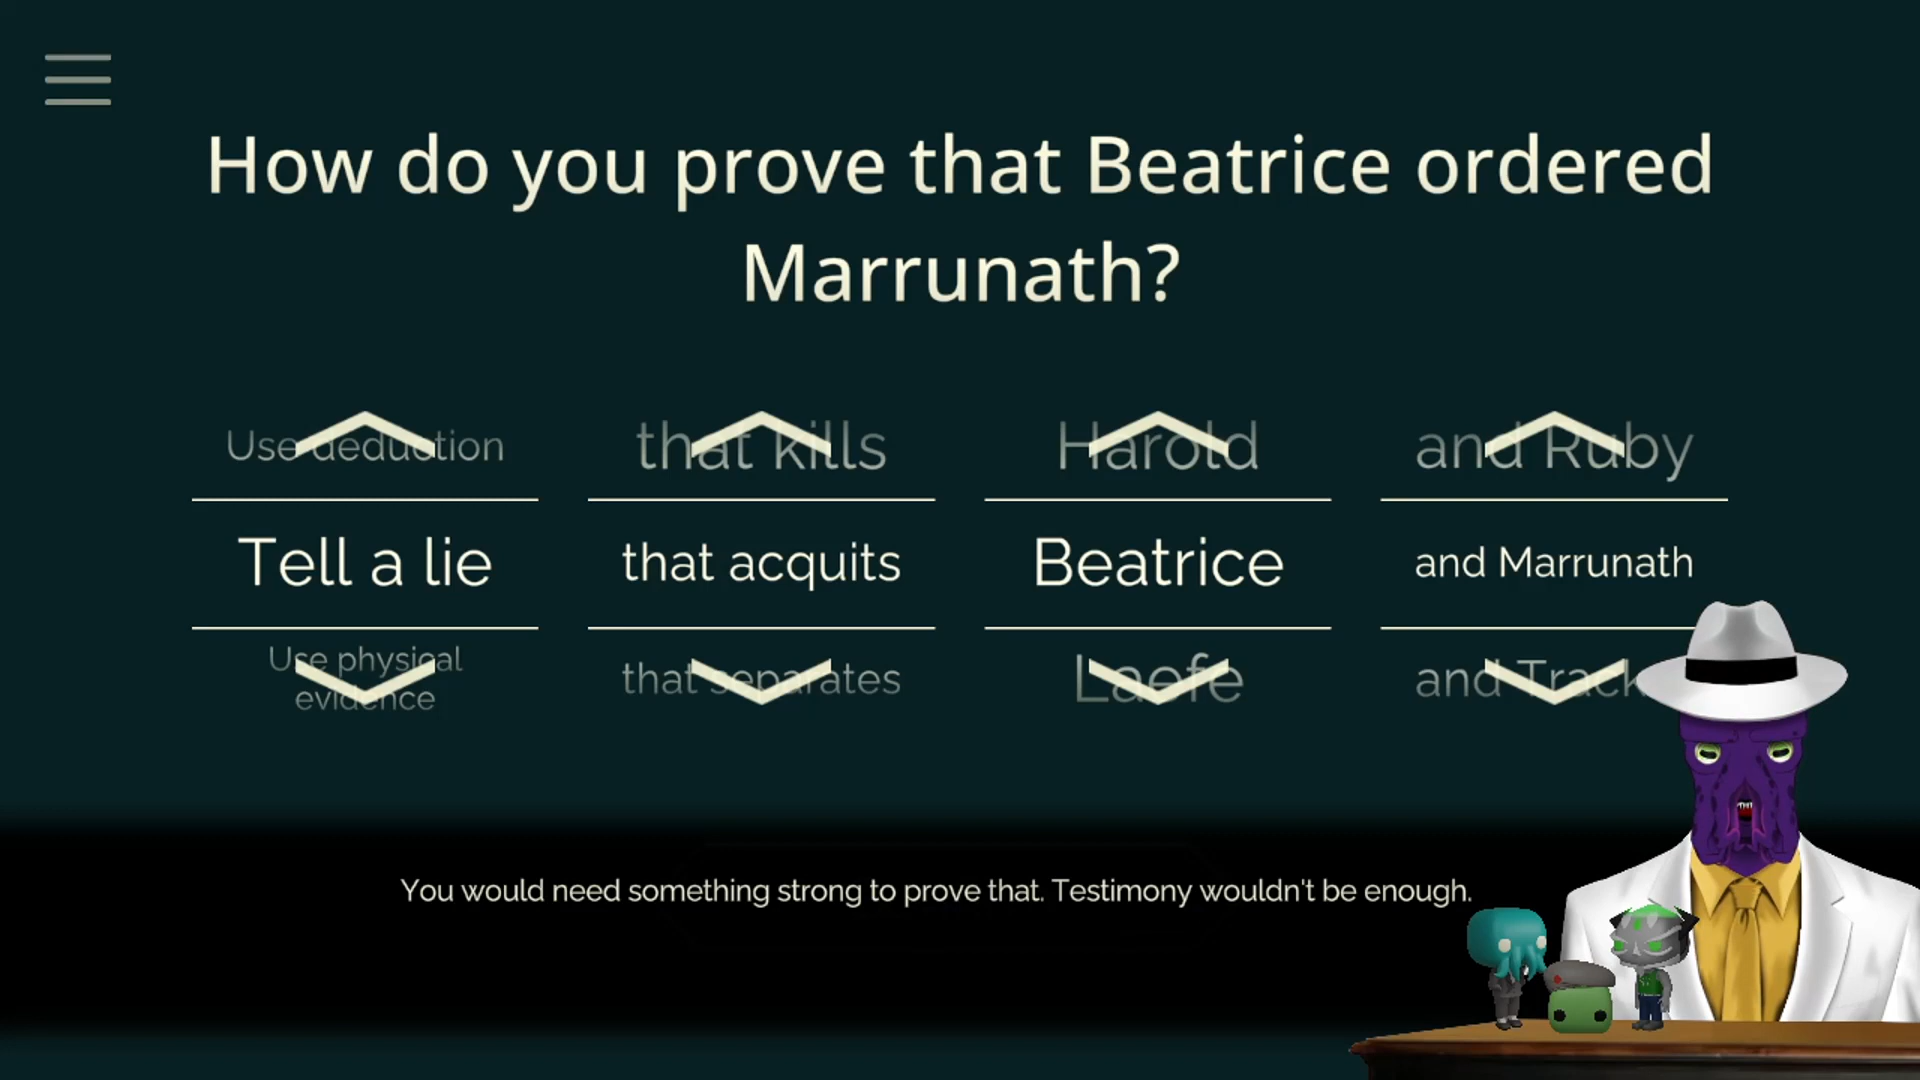 How do you prove that Beatrice ordered
Marrunath?
Use deduction that kills Harold and Ruby
Tell a lie that acquits Beatrice and Marrunath
Use physical
evidence that separates Laefe and Track
You would need something strong to prove that. Testimony wouldn't be enough.